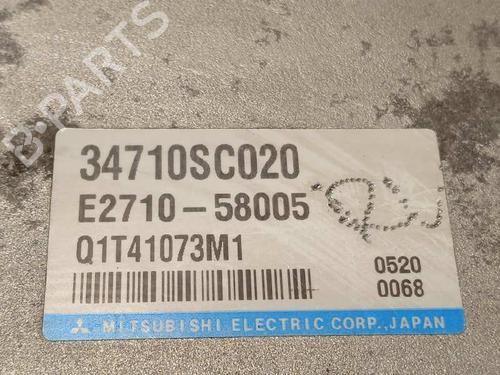 B-PARTS
34710SC020
E2710-58005
Q1T41073M1
0520
0068
MITSUBISHI ELECTRIC CORP., JAPAN